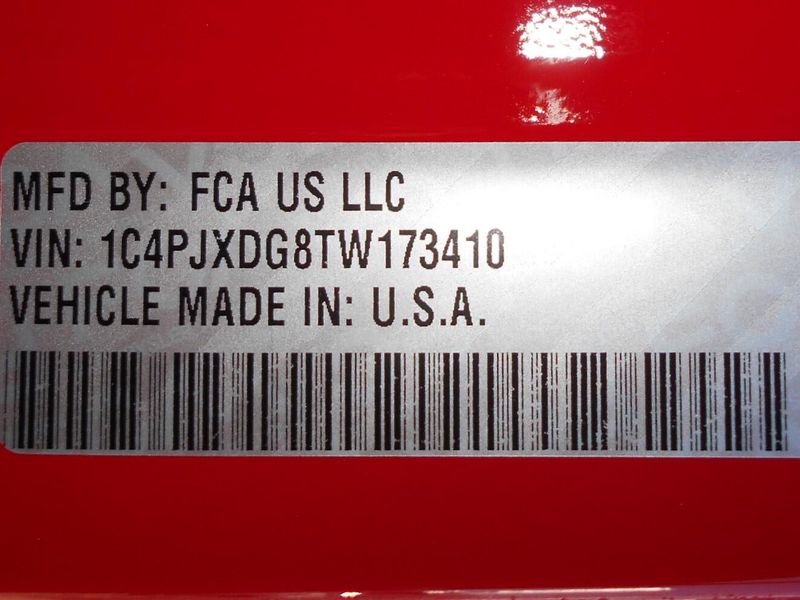 MFD BY: FCA US LLC
VIN: 1C4PJXDG8TW173410
VEHICLE MADE IN: U.S.A.